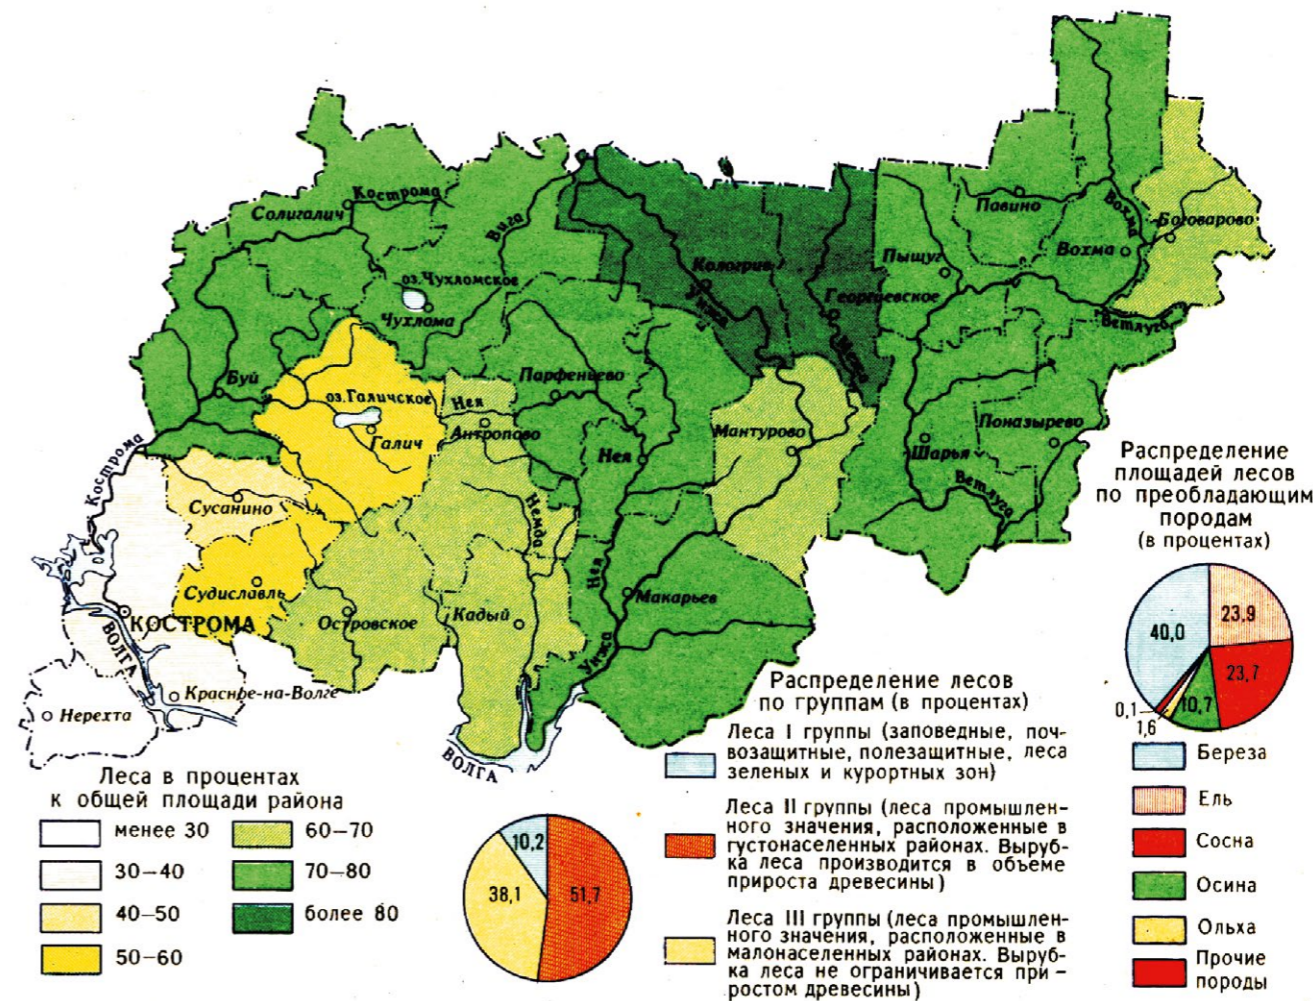 Солигалич
Кострома
Вига
Павино
Вохма
Боговарово
Вохма
Пыщуг
Кологрив
Унжа
Георгиевское
Межа
Ветлуга
оз.Чухломское
Чухлома
Буй
Парфеньево
оз.Галичское
Галич
Нея
Антропово
Мантурово
Поназырево
Шарья
Ветлуга
Нея
Кострома
Сусанино
Немда
Нея
Судиславль
Макарьев
КОСТРОМА
Островское
Кадый
Унжа
ВОЛГА
Красное-на-Волге
Нерехта
ВОЛГА
Леса в процентах
к общей площади района
менее 30
30—40
40—50
50—60
60—70
70—80
более 80
Распределение лесов
по группам (в процентах)
10,2
38,1
51,7
Леса I группы (заповедные, поч-
возащитные, полезащитные, леса
зеленых и курортных зон)
Леса II группы (леса промышлен-
ного значения, расположенные в
густонаселенных районах. Выруб-
ка леса производится в объеме
прироста древесины)
Леса III группы (леса промышлен-
ного значения, расположенные в
малонаселенных районах. Выруб-
ка леса не ограничивается при-
ростом древесины)
Распределение
площадей лесов
по преобладающим
породам
(в процентах)
40,0
23.9
23,7
10,7
1,6
0,1
Береза
Ель
Сосна
Осина
Ольха
Прочие
породы